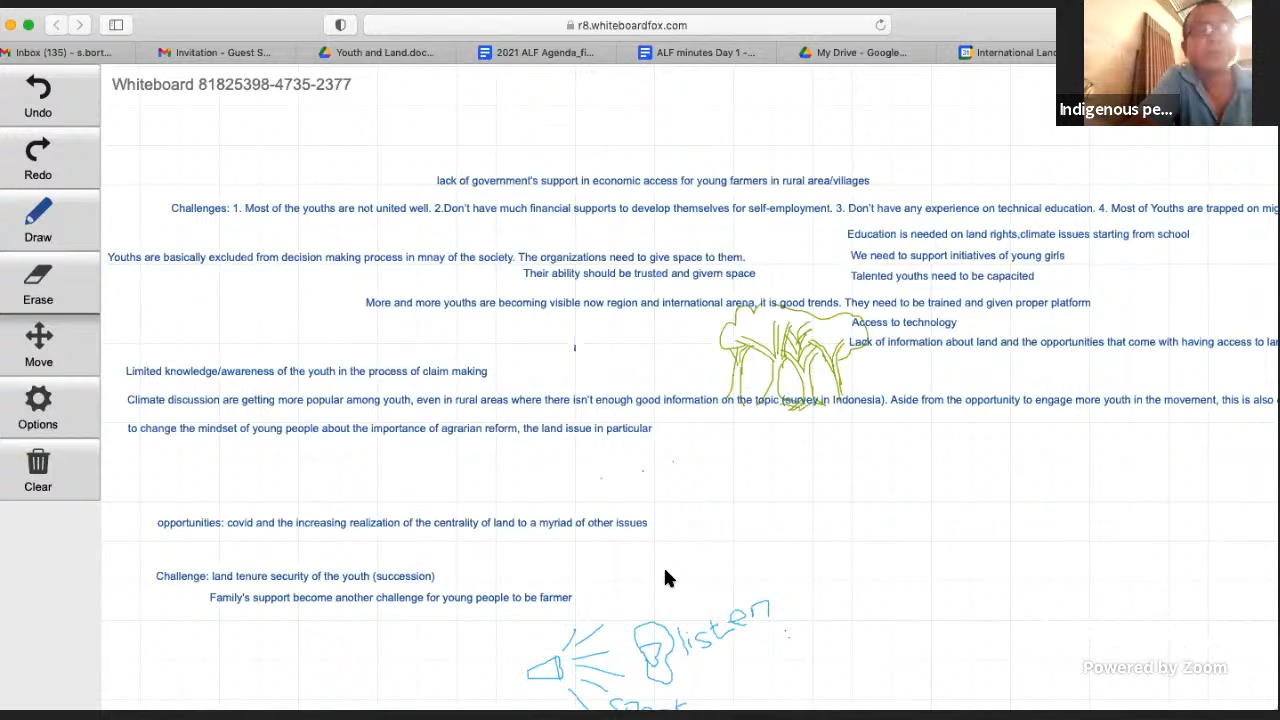 r8.whiteboardfox.com
Inbox (135) - s.bort...
Invitation - Guest S...
Youth and Land.doc...
2021 ALF Agenda_fi...
ALF minutes Day 1 -...
My Drive - Google...
International Lan
Indigenous pe...
Whiteboard 81825398-4735-2377
Undo
Redo
Draw
Erase
Move
Options
Clear
lack of government's support in economic access for young farmers in rural area/villages
Challenges: 1. Most of the youths are not united well. 2.Don't have much financial supports to develop themselves for self-employment. 3. Don't have any experience on technical education. 4. Most of Youths are trapped on mig
Education is needed on land rights,climate issues starting from school
Youths are basically excluded from decision making process in mnay of the society. The organizations need to give space to them.
We need to support initiatives of young girls
Their ability should be trusted and givem space
Talented youths need to be capacited
More and more youths are becoming visible now region and international arena, it is good trends. They need to be trained and given proper platform
Access to technology
Lack of information about land and the opportunities that come with having access to lan
Limited knowledge/awareness of the youth in the process of claim making
Climate discussion are getting more popular among youth, even in rural areas where there isn't enough good information on the topic (survey in Indonesia). Aside from the opportunity to engage more youth in the movement, this is also
to change the mindset of young people about the importance of agrarian reform, the land issue in particular
opportunities: covid and the increasing realization of the centrality of land to a myriad of other issues
Challenge: land tenure security of the youth (succession)
Family's support become another challenge for young people to be farmer
listen
Powered by Zoom